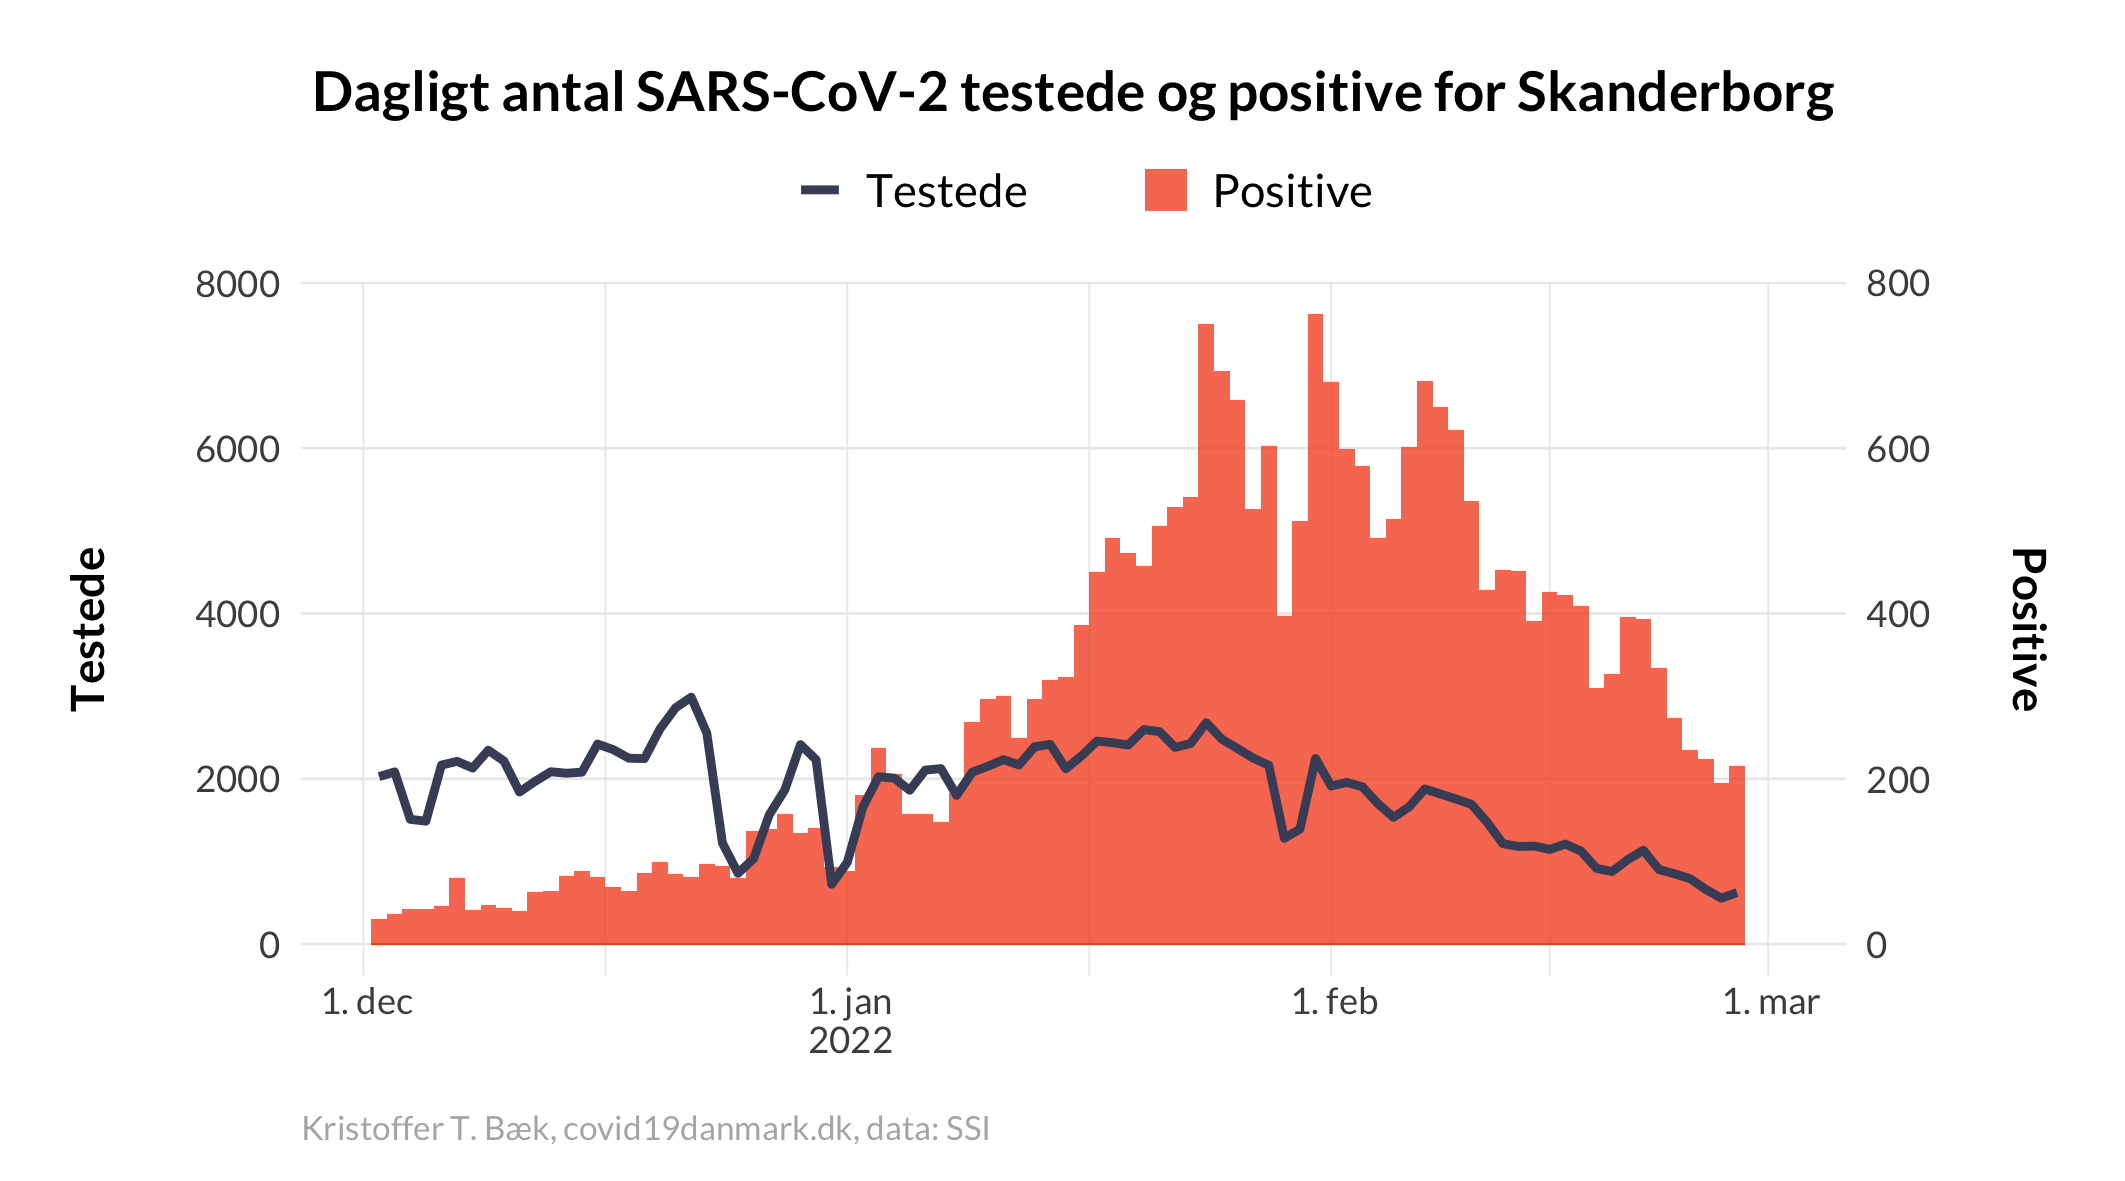 Dagligt antal SARS-CoV-2 testede og positive for Skanderborg
Testede
Positive
8000
6000
4000
2000
0
800
600
400
200
0
Testede
Positive
1. dec
1. jan
2022
1. feb
1. mar
Kristoffer T. Bæk, covid19danmark.dk, data: SSI